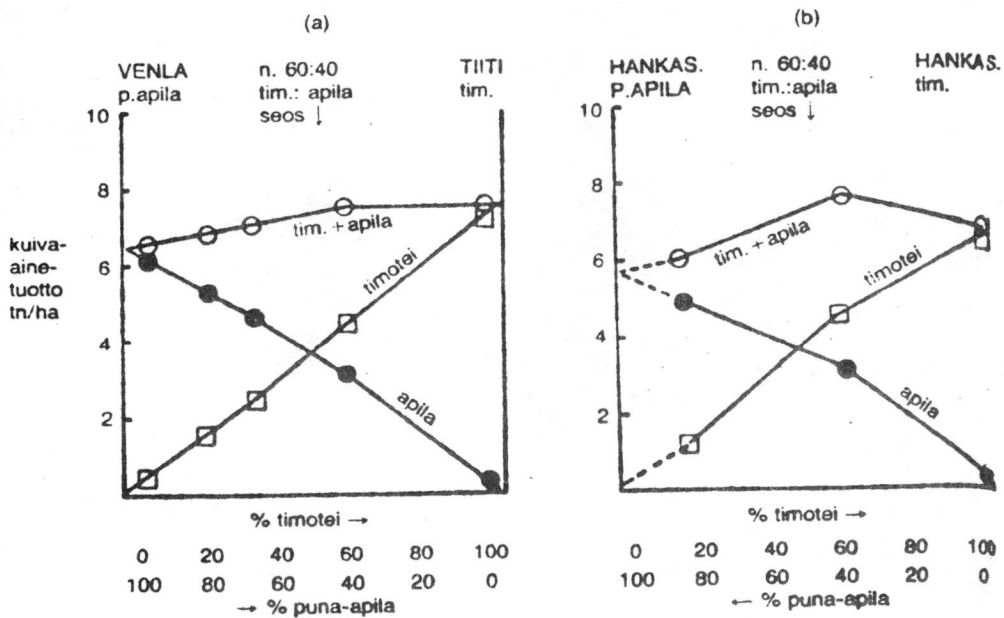 (a)
VENLA n. 60:40 TIITI
p.apila tim.: apila tim.
seos ↓
10
8
6
4
2
kuiva-
aine-
tuotto
tn/ha
tim. + apila
timotei
apila
% timotei →
0 20 40 60 100
100 80 60 40 0
→ % puna-apila
(b)
HANKAS. n. 60:40 HANKAS.
P.APILA tim.:apila tim.
seos ↓
10
8
6
4
2
tim. + apila
timotei
apila
% timotei →
0 20 40 60 80 100
100 80 60 40 20 0
← % puna-apila